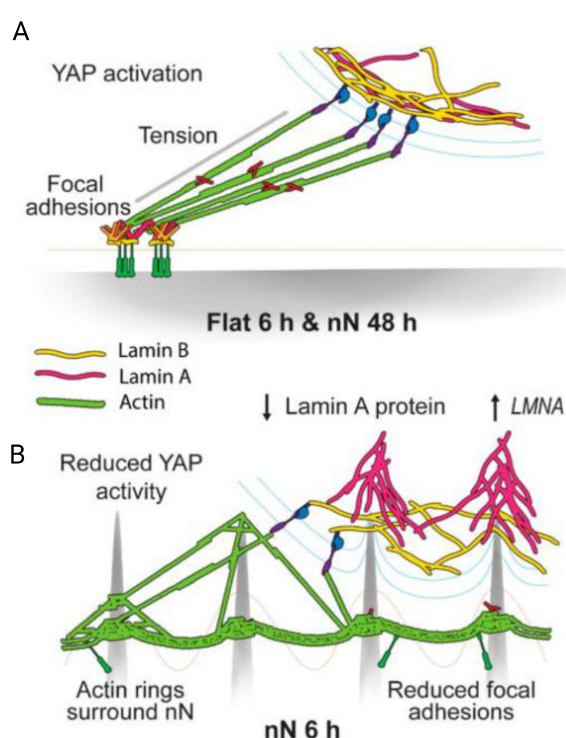 A
YAP activation
Tension
Focal
adhesions
Flat 6 h & nN 48 h
Lamin B
Lamin A
Actin
↓ Lamin A protein ↑ LMNA
B
Reduced YAP
activity
Actin rings
surround nN
Reduced focal
adhesions
nN 6 h